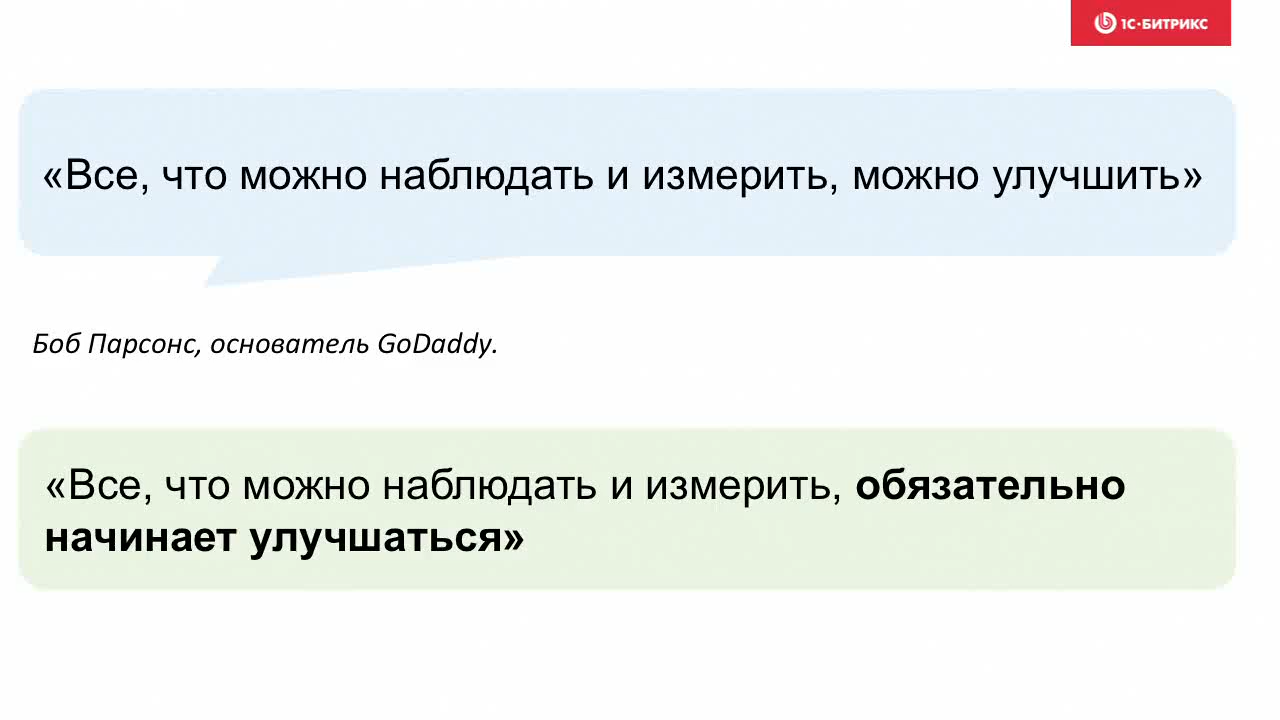 1С-БИТРИКС
«Все, что можно наблюдать и измерить, можно улучшить»
Боб Парсонс, основатель GoDaddy.
«Все, что можно наблюдать и измерить, обязательно
начинает улучшаться»